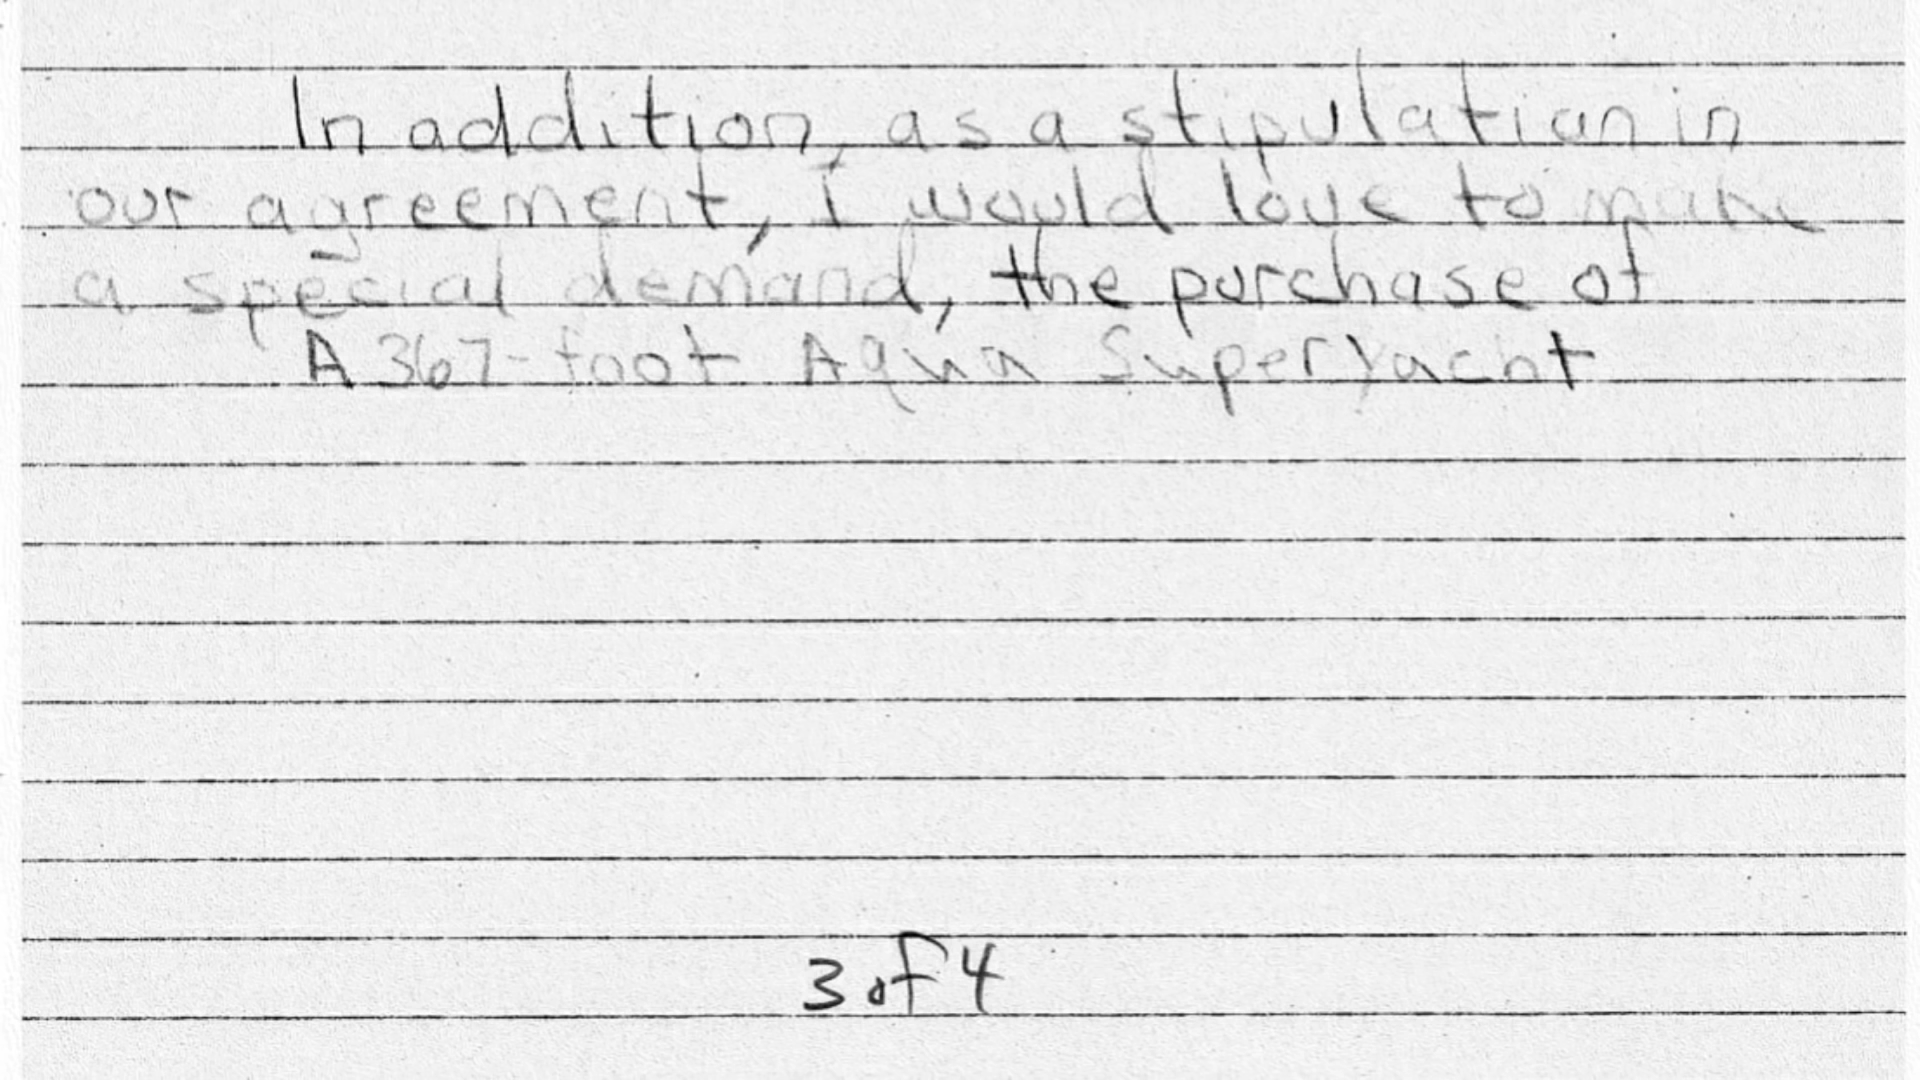 In addition, as a stipulation in
our agreement, I would love to make
a special demand, the purchase of
A 367-foot Aqua Superyacht
3 of 4